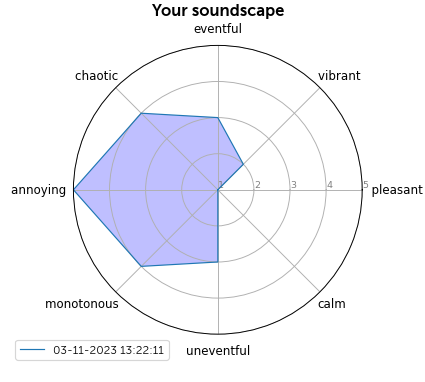 Your soundscape
eventful
chaotic
vibrant
annoying
1 2 3 4 5
pleasant
monotonous
calm
uneventful
03-11-2023 13:22:11